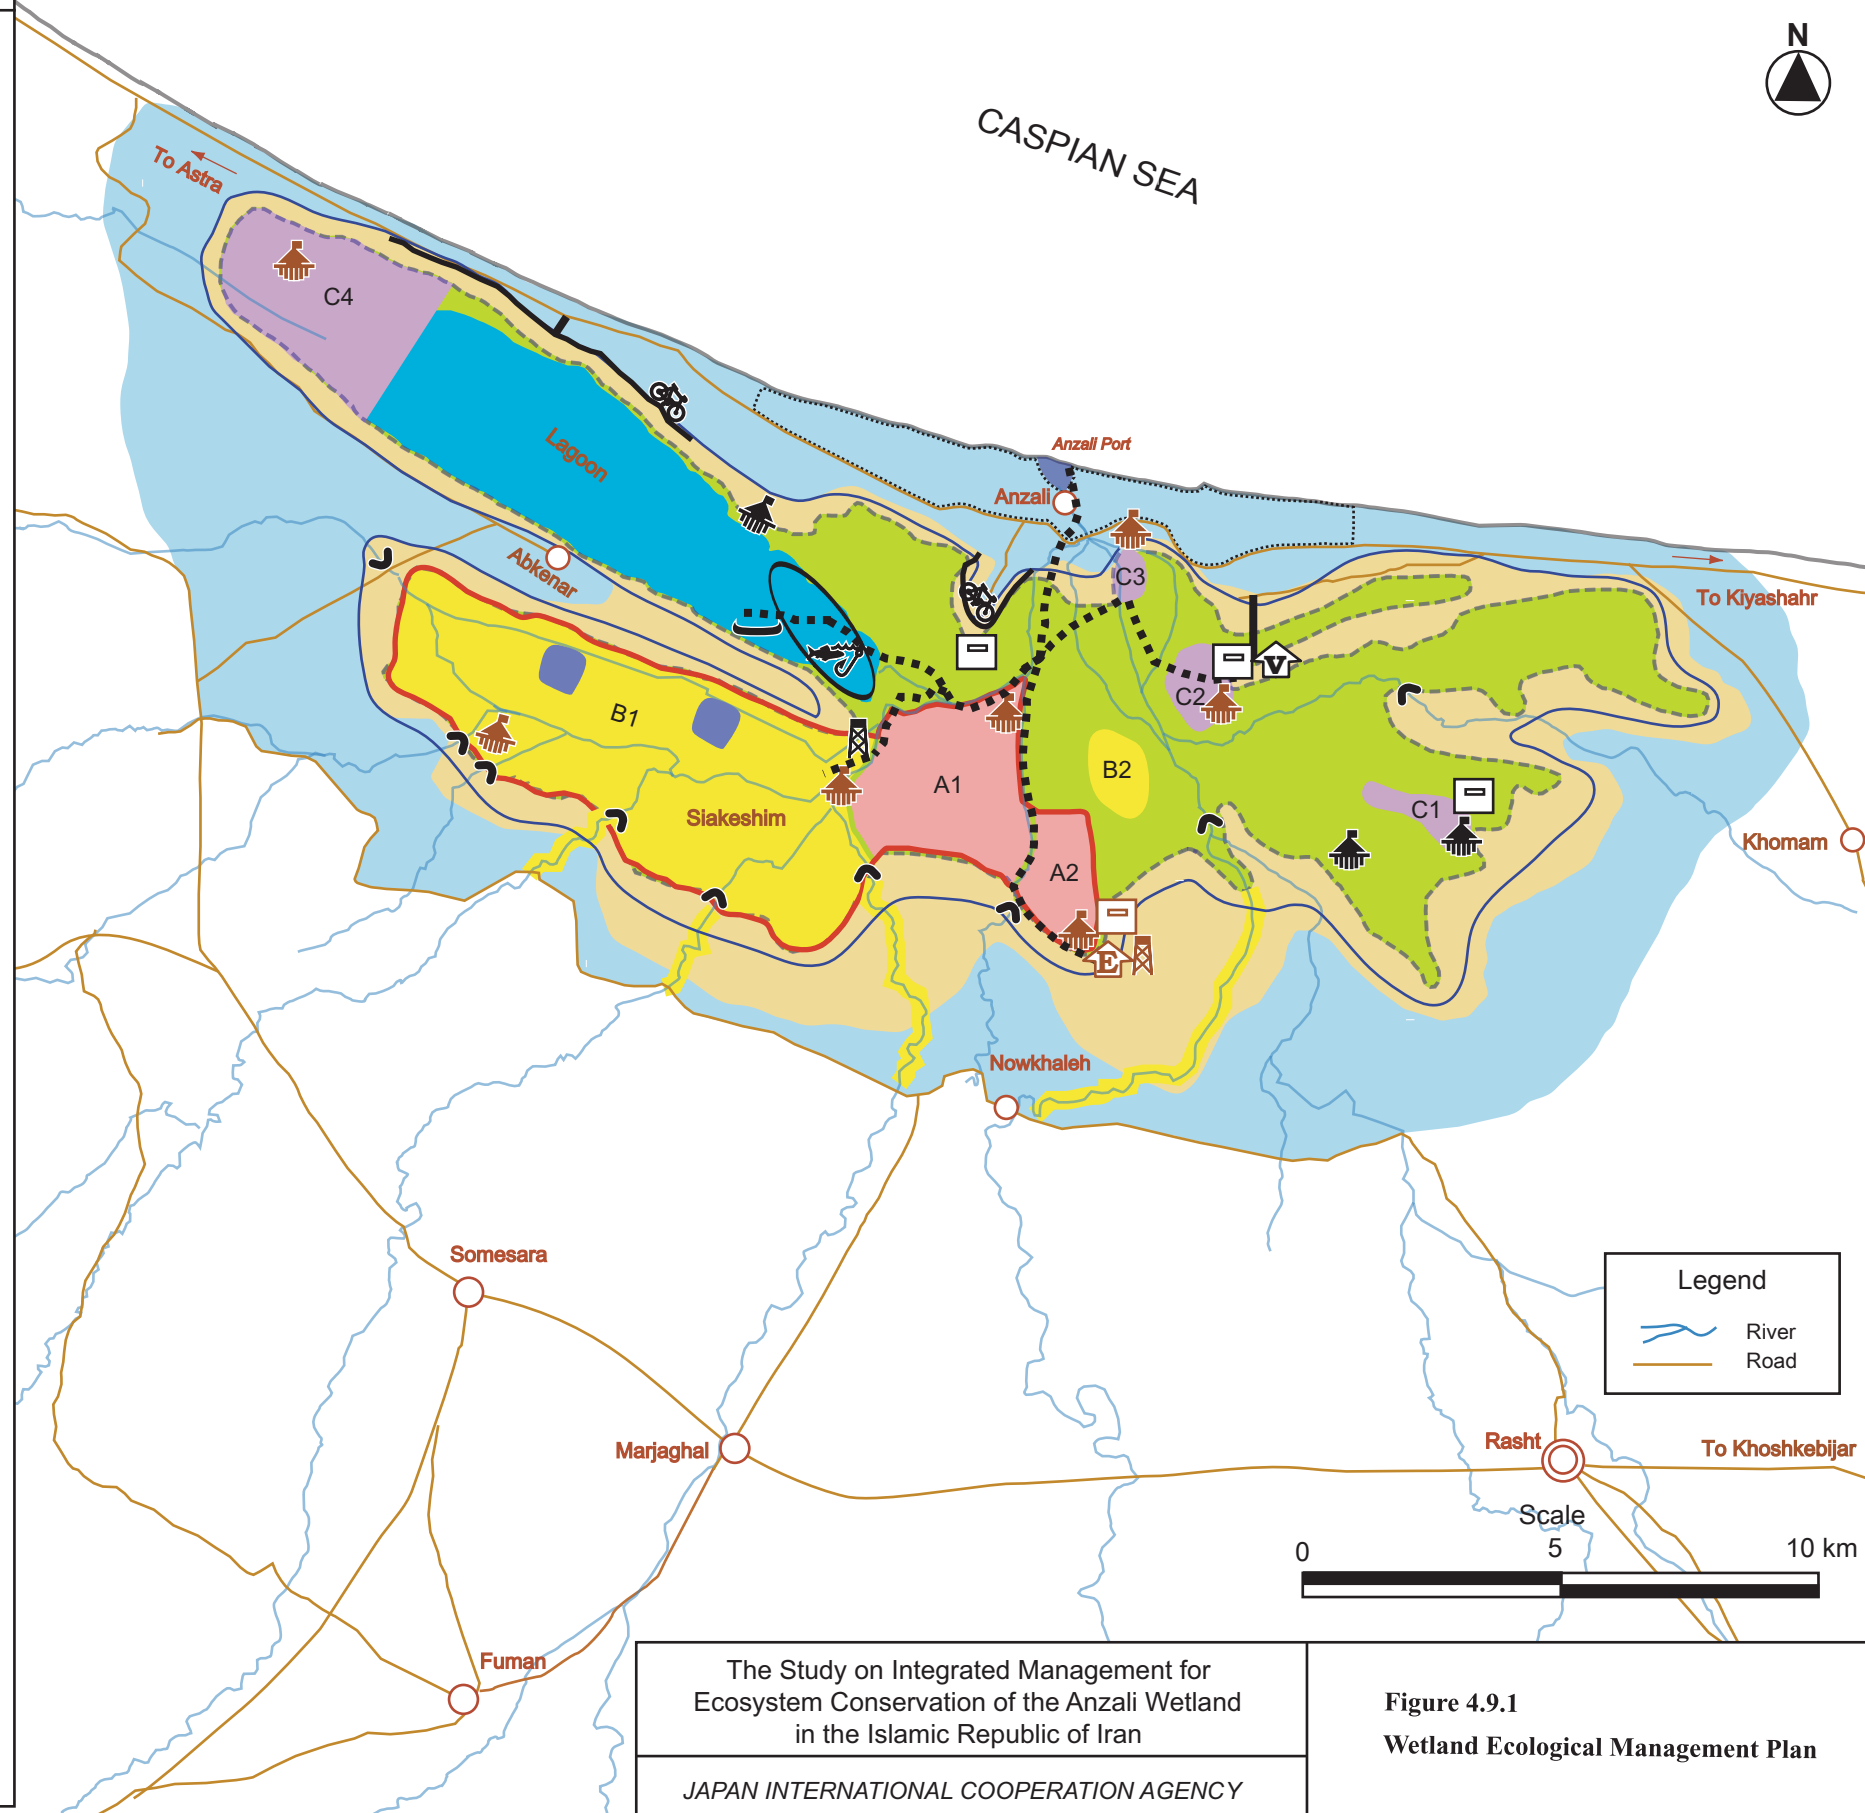 N
CASPIAN SEA
To Astra
C4
Lagoon
Anzali Port
Anzali
Abkenar
C3
To Kiyashahr
V
C2
B1
B2
A1
Siakeshim
C1
Khomam
A2
E
Nowkhaleh
Somesara
Legend
River
Road
Marjaghal
Rasht
To Khoshkebijar
Scale
0 5 10 km
Fuman
The Study on Integrated Management for
Ecosystem Conservation of the Anzali Wetland
in the Islamic Republic of Iran
JAPAN INTERNATIONAL COOPERATION AGENCY
Figure 4.9.1
Wetland Ecological Management Plan